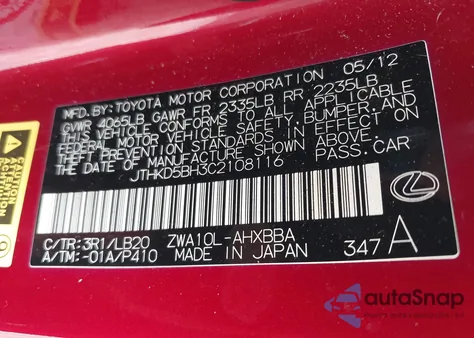 MFD.BY:TOYOTA MOTOR CORPORATION 05/12
GVWR 4065LB GAWR FR 2335LB RR 2235LB
THIS VEHICLE CONFORMS TO ALL APPLICABLE
FEDERAL MOTOR VEHICLE SAFETY, BUMPER, AND
THEFT PREVENTION STANDARDS IN EFFECT ON
THE DATE OF MANUFACTURE SHOWN ABOVE.
JTHKD5BH3C2108116 PASS.CAR
C/TR:3R1/LB20 ZWA10L-AHXBBA
A/TM:-01A/P410 MADE IN JAPAN 347 A
CAUTION
autoSnap